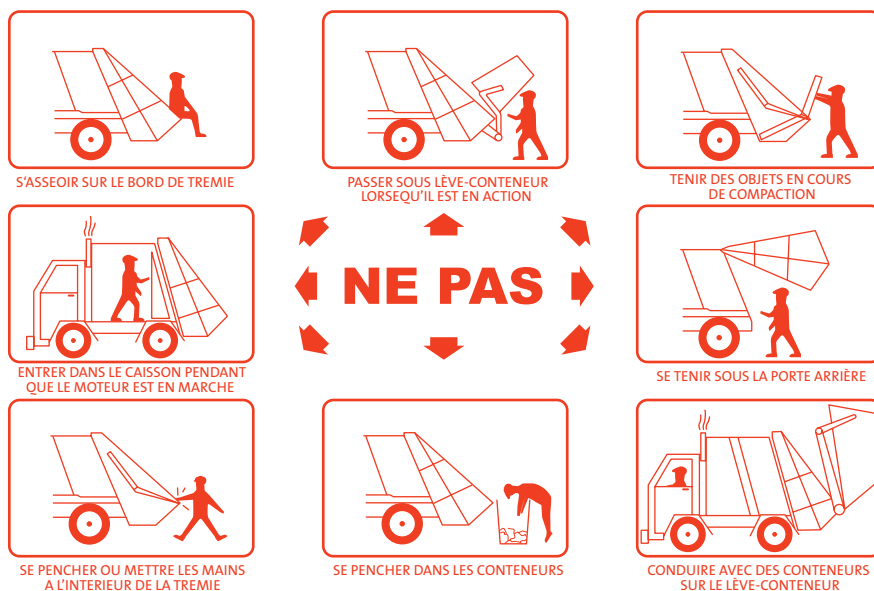 S'ASSEOIR SUR LE BORD DE TREMIE
PASSER SOUS LÈVE-CONTENEUR
LORSEQU'IL EST EN ACTION
TENIR DES OBJETS EN COURS
DE COMPACTION
NE PAS
ENTRER DANS LE CAISSON PENDANT
QUE LE MOTEUR EST EN MARCHE
SE TENIR SOUS LA PORTE ARRIÈRE
SE PENCHER OU METTRE LES MAINS
A L'INTERIEUR DE LA TREMIE
SE PENCHER DANS LES CONTENEURS
CONDUIRE AVEC DES CONTENEURS
SUR LE LÈVE-CONTENEUR